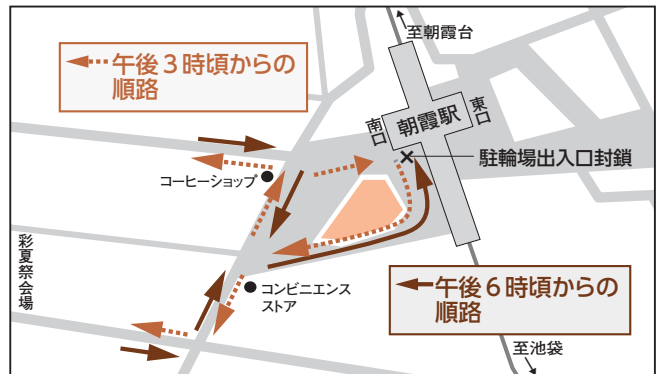 至朝霞台
午後3時頃からの
順路
東口
朝霞駅
南口
駐輪場出入口封鎖
コーヒーショップ
彩夏祭会場
コンビニエンス
ストア
午後6時頃からの
順路
至池袋